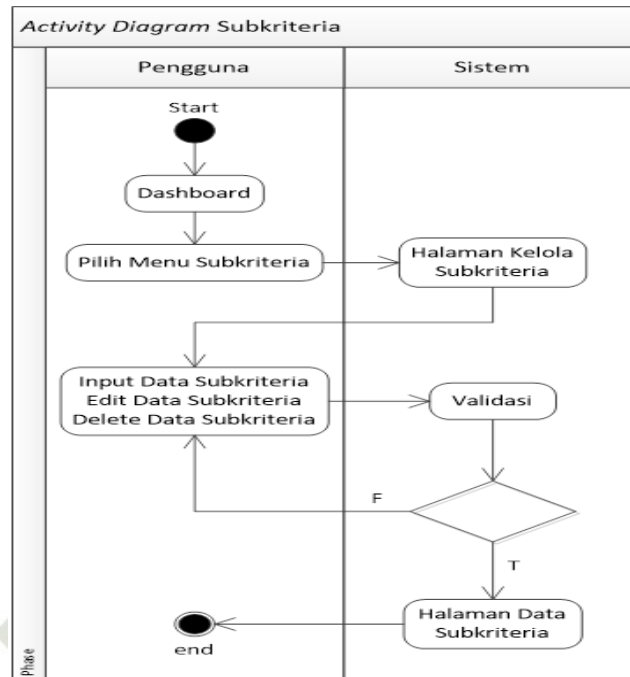 Activity Diagram Subkriteria
Pengguna
Sistem
Start
Dashboard
Pilih Menu Subkriteria
Halaman Kelola
Subkriteria
Input Data Subkriteria
Edit Data Subkriteria
Delete Data Subkriteria
Validasi
F
T
Halaman Data
Subkriteria
end
Phase